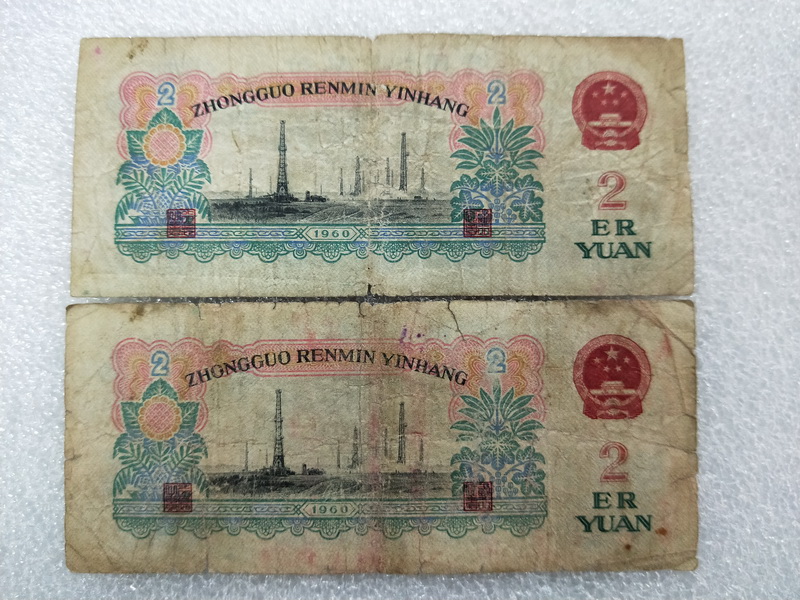 2 2
ZHONGGUO RENMIN YINHANG
2
ER
YUAN
1960
2 2
ZHONGGUO RENMIN YINHANG
2
ER
YUAN
1960